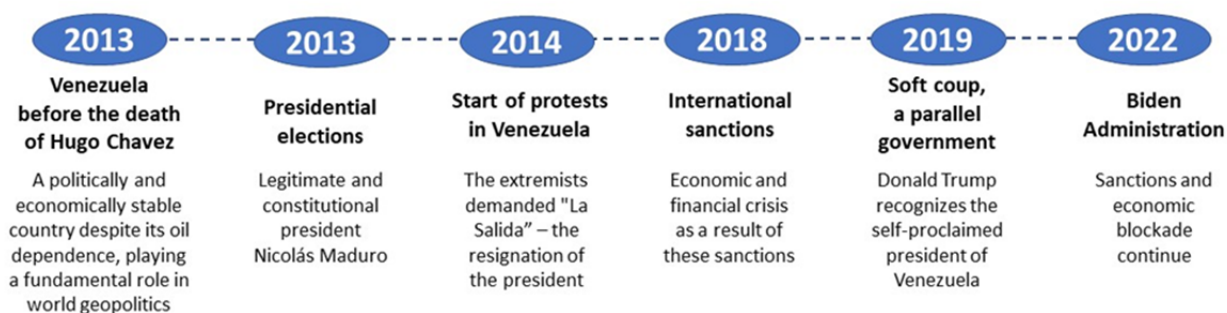 2013
Venezuela
before the death
of Hugo Chavez
A politically and
economically stable
country despite its oil
dependence, playing
a fundamental role in
world geopolitics
2013
Presidential
elections
Legitimate and
constitutional
president
Nicolás Maduro
2014
Start of protests
in Venezuela
The extremists
demanded "La
Salida” – the
resignation of
the president
2018
International
sanctions
Economic and
financial crisis
as a result of
these sanctions
2019
Soft coup,
a parallel
government
Donald Trump
recognizes the
self-proclaimed
president of
Venezuela
2022
Biden
Administration
Sanctions and
economic
blockade
continue